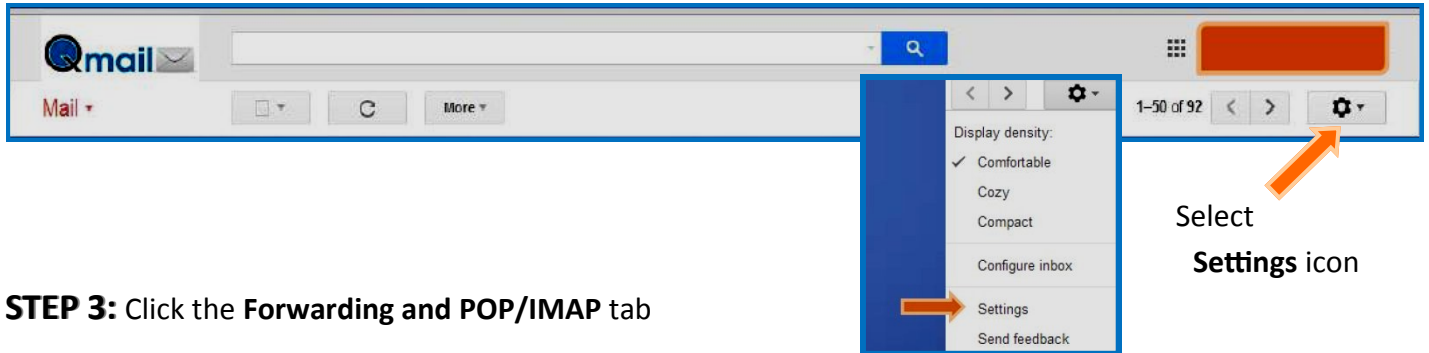 Qmail
Mail
More
1–50 of 92
Display density:
✓ Comfortable
Cozy
Compact
Configure inbox
Settings
Send feedback
Select
Settings icon
STEP 3: Click the Forwarding and POP/IMAP tab